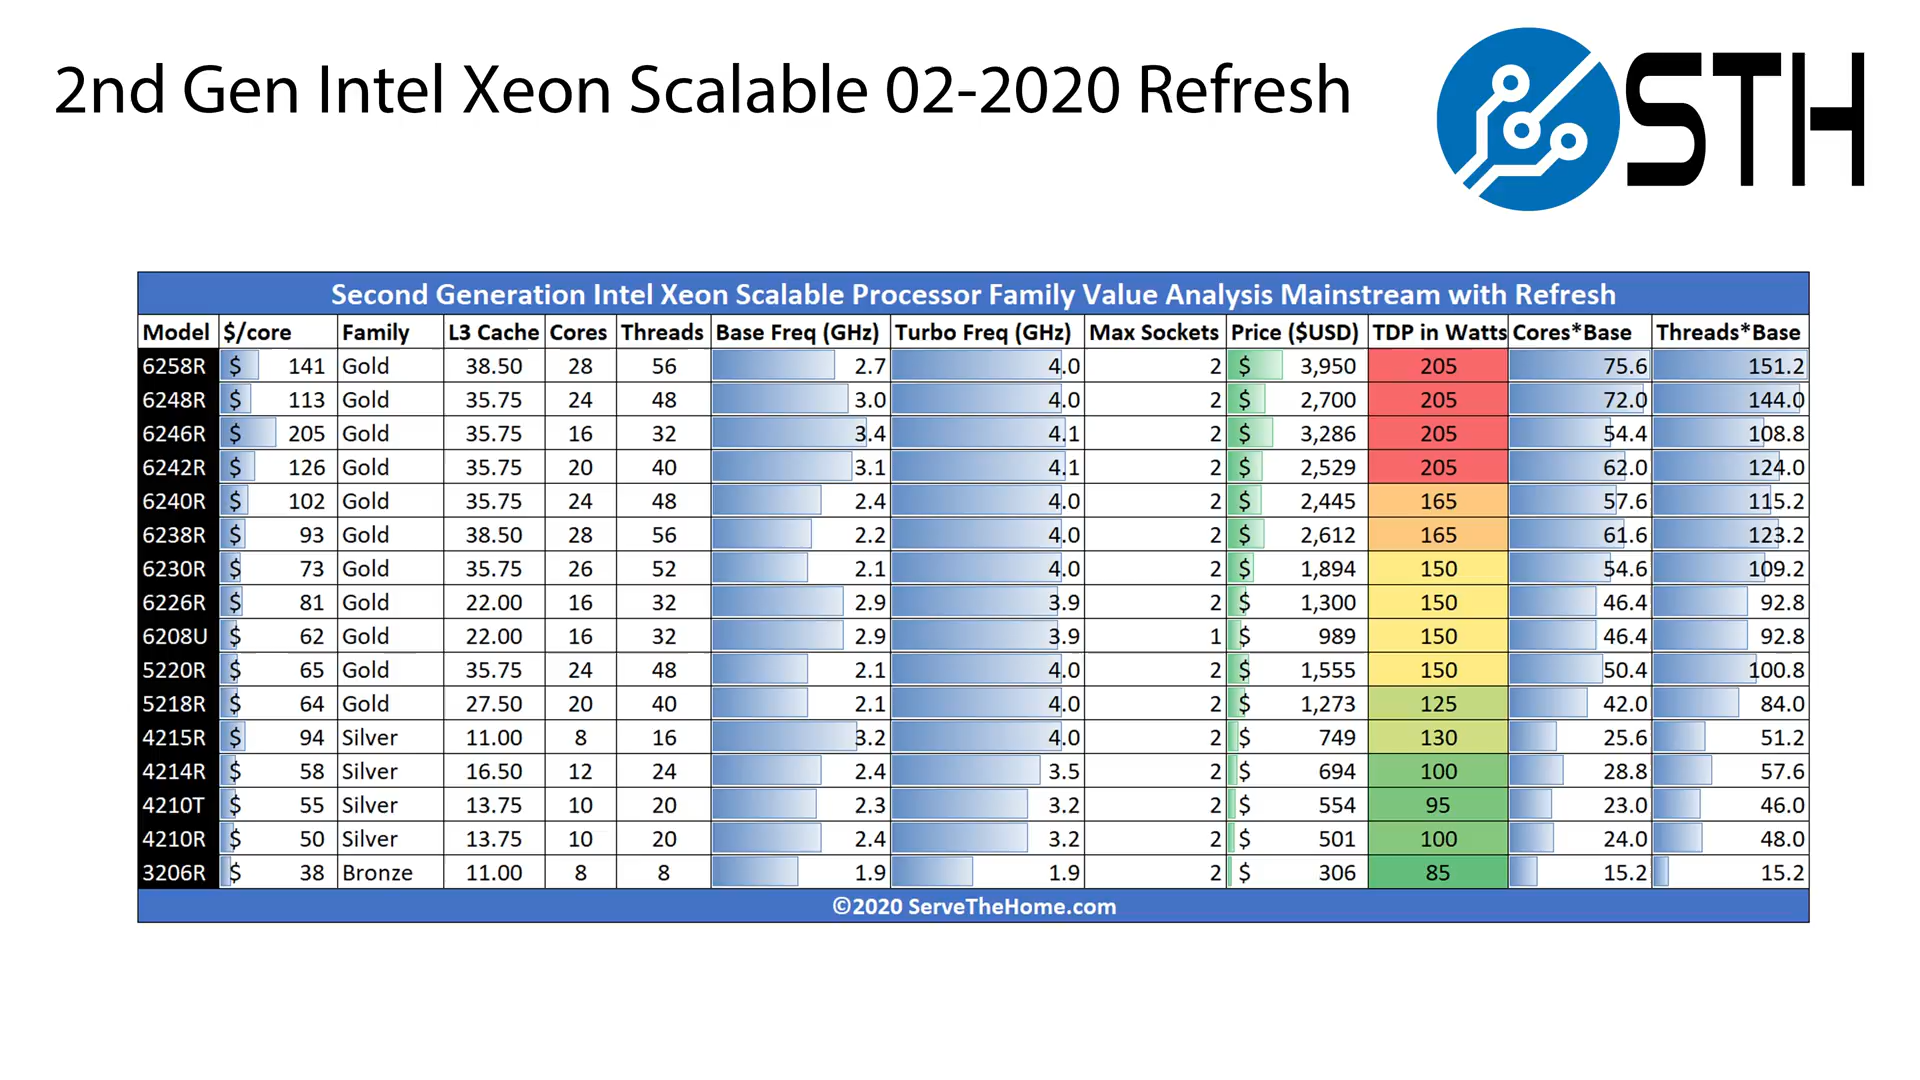 2nd Gen Intel Xeon Scalable 02-2020 Refresh
STH
Second Generation Intel Xeon Scalable Processor Family Value Analysis Mainstream with Refresh
Model $/core Family L3 Cache Cores Threads Base Freq (GHz) Turbo Freq (GHz) Max Sockets Price ($USD) TDP in Watts Cores*Base Threads*Base
6258R $ 141 Gold 38.50 28 56 2.7 4.0 2 $ 3,950 205 75.6 151.2
6248R $ 113 Gold 35.75 24 48 3.0 4.0 2 $ 2,700 205 72.0 144.0
6246R $ 205 Gold 35.75 16 32 3.4 4.1 2 $ 3,286 205 54.4 108.8
6242R $ 126 Gold 35.75 20 40 3.1 4.1 2 $ 2,529 205 62.0 124.0
6240R $ 102 Gold 35.75 24 48 2.4 4.0 2 $ 2,445 165 57.6 115.2
6238R $ 93 Gold 38.50 28 56 2.2 4.0 2 $ 2,612 165 61.6 123.2
6230R $ 73 Gold 35.75 26 52 2.1 4.0 2 $ 1,894 150 54.6 109.2
6226R $ 81 Gold 22.00 16 32 2.9 3.9 2 $ 1,300 150 46.4 92.8
6208U $ 62 Gold 22.00 16 32 2.9 3.9 1 $ 989 150 46.4 92.8
5220R $ 65 Gold 35.75 24 48 2.1 4.0 2 $ 1,555 150 50.4 100.8
5218R $ 64 Gold 27.50 20 40 2.1 4.0 2 $ 1,273 125 42.0 84.0
4215R $ 94 Silver 11.00 8 16 3.2 4.0 2 $ 749 130 25.6 51.2
4214R $ 58 Silver 16.50 12 24 2.4 3.5 2 $ 694 100 28.8 57.6
4210T $ 55 Silver 13.75 10 20 2.3 3.2 2 $ 554 95 23.0 46.0
4210R $ 50 Silver 13.75 10 20 2.4 3.2 2 $ 501 100 24.0 48.0
3206R $ 38 Bronze 11.00 8 8 1.9 1.9 2 $ 306 85 15.2 15.2
©2020 ServeTheHome.com